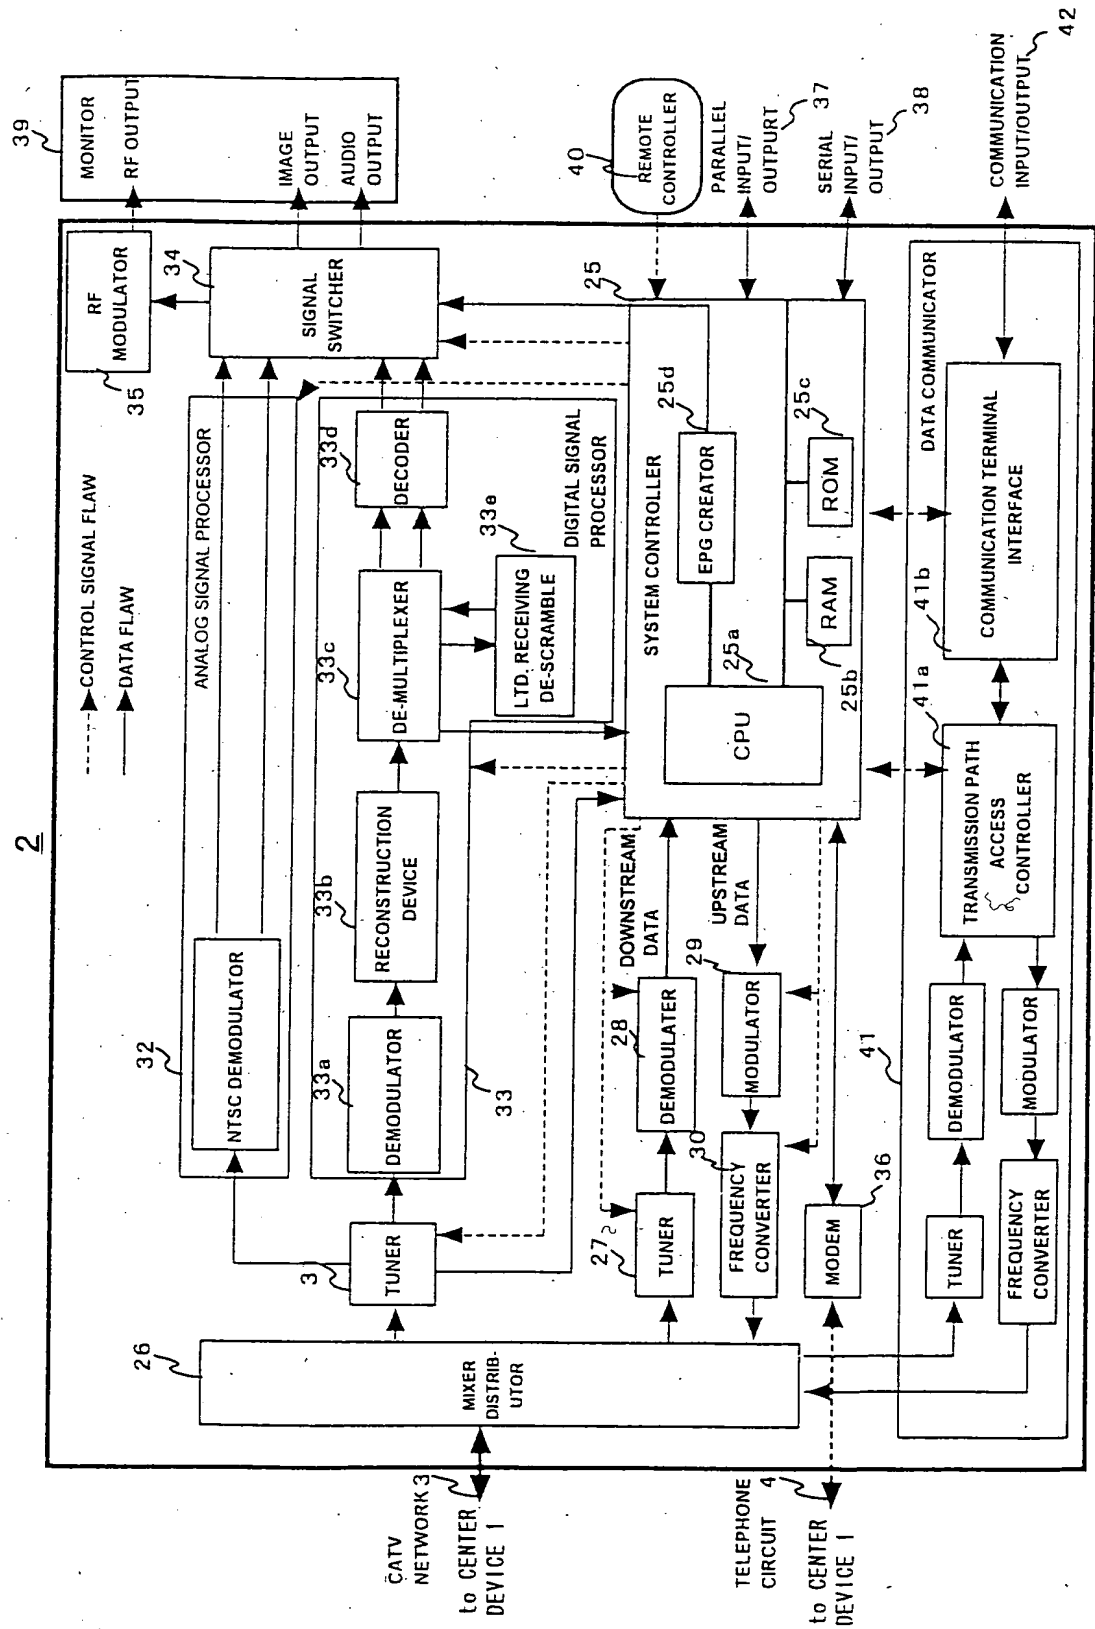 2
CONTROL SIGNAL FLAW
DATA FLAW
39
MONITOR
RF OUTPUT
IMAGE
OUTPUT
AUDIO
OUTPUT
RF
MODULATOR
35
34
SIGNAL
SWITCHER
ANALOG SIGNAL PROCESSOR
32
NTSC DEMODULATOR
33
33a
DEMODULATOR
33b
RECONSTRUCTION
DEVICE
33c
DE-MULTIPLEXER
33d
DECODER
33e
LTD. RECEIVING
DE-SCRAMBLE
DIGITAL SIGNAL
PROCESSOR
3
TUNER
26
MIXER
DISTRIB-
UTOR
CATV
NETWORK 3
to CENTER
DEVICE 1
40
REMOTE
CONTROLLER
PARALLEL
INPUT/
OUTPURT
37
SERIAL
INPUT/
OUTPUT
38
25
SYSTEM CONTROLLER
25d
EPG CREATOR
25a
CPU
25b
RAM
25c
ROM
DOWNSTREAM
DATA
UPSTREAM
DATA
27
TUNER
28
DEMODULATER
29
MODULATOR
30
FREQUENCY
CONVERTER
36
MODEM
TELEPHONE
CIRCUIT 4
to CENTER
DEVICE 1
COMMUNICATION
INPUT/OUTPUT
42
DATA COMMUNICATOR
41
41a
TRANSMISSION PATH
ACCESS
CONTROLLER
41b
COMMUNICATION TERMINAL
INTERFACE
TUNER
DEMODULATOR
MODULATOR
FREQUENCY
CONVERTER